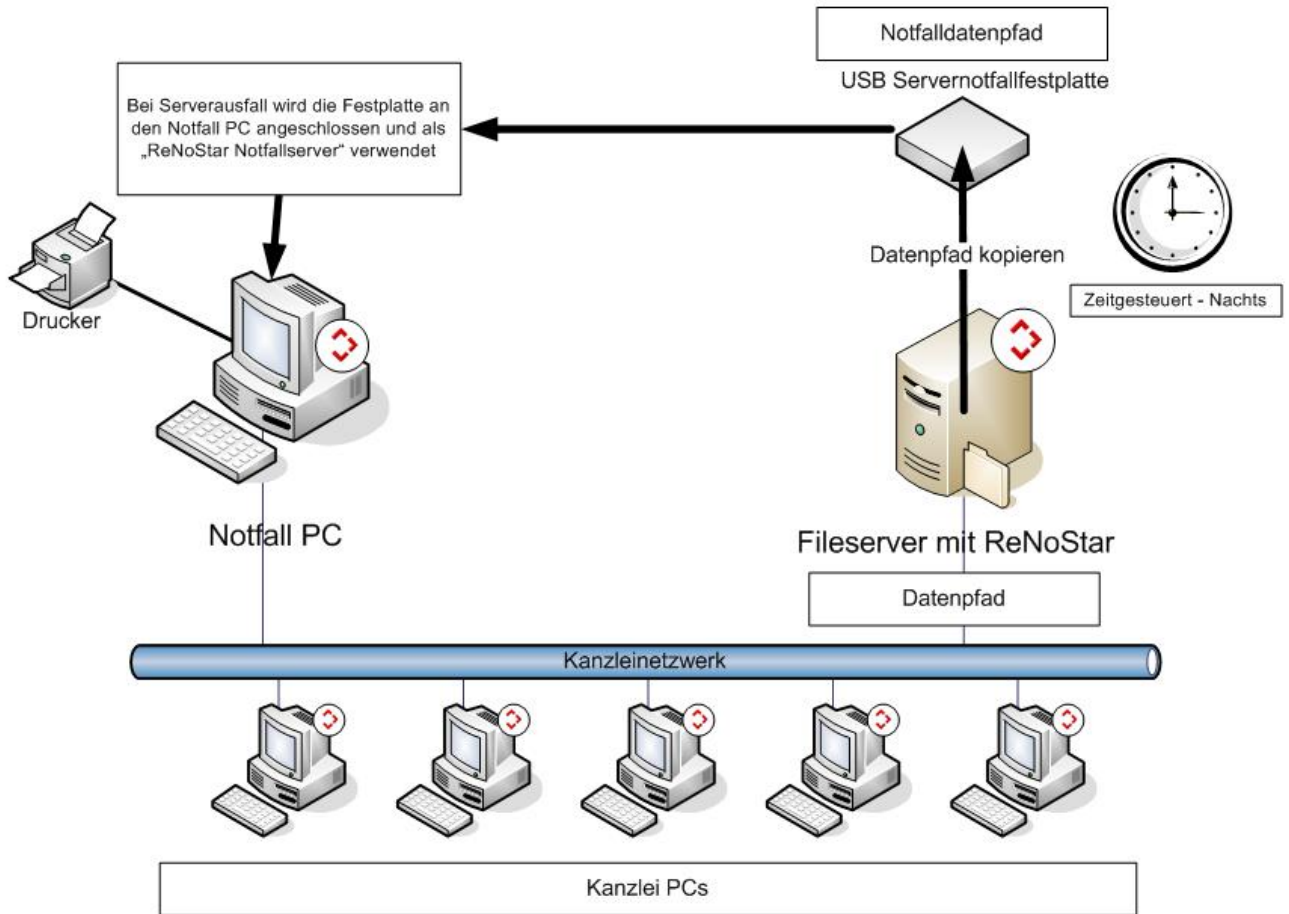 Notfalldatenpfad
USB Servernotfallfestplatte
Bei Serverausfall wird die Festplatte an
den Notfall PC angeschlossen und als
„ReNoStar Notfallserver“ verwendet
Datenpfad kopieren
Zeitgesteuert - Nachts
Drucker
Notfall PC
Fileserver mit ReNoStar
Datenpfad
Kanzleinetzwerk
Kanzlei PCs